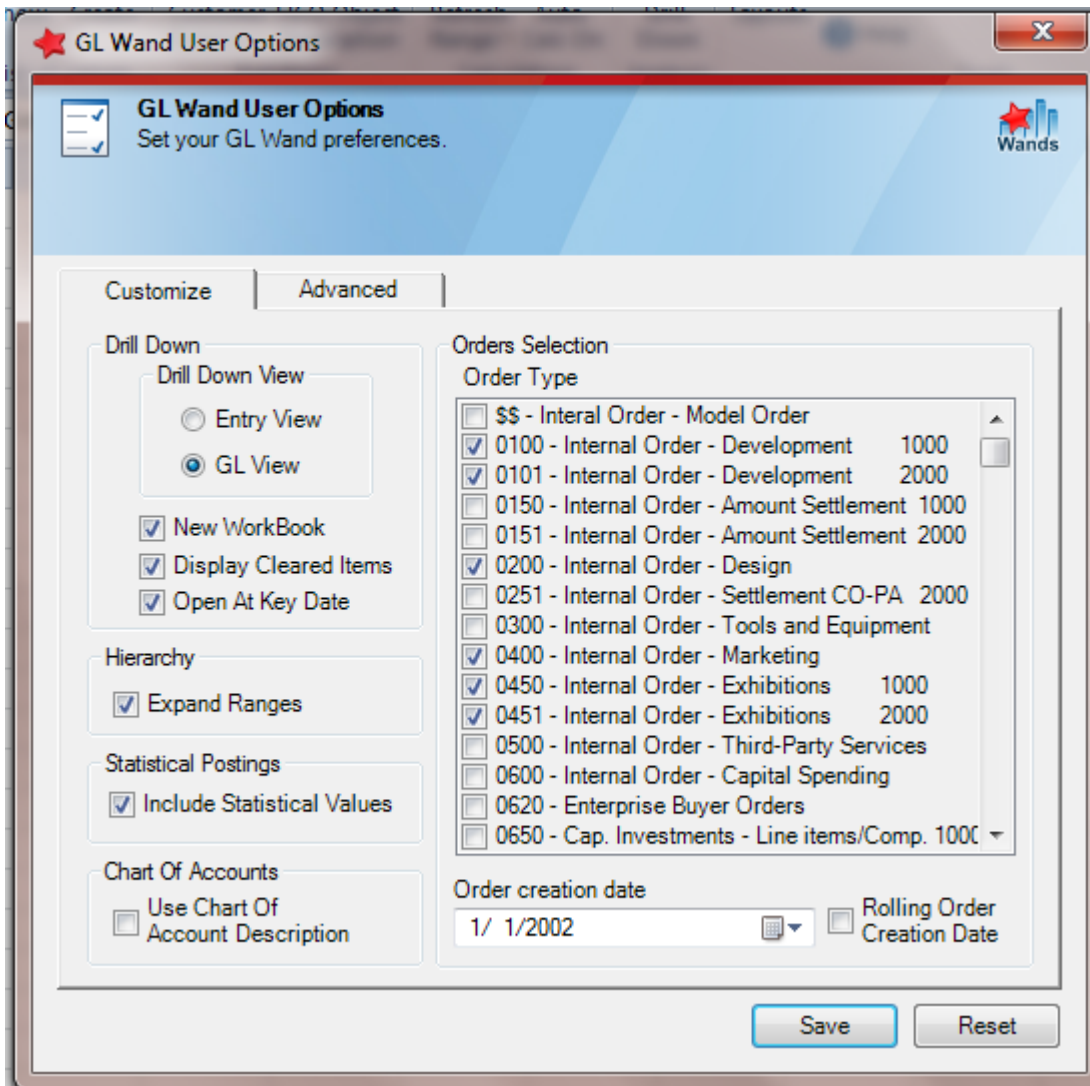 GL Wand User Options
GL Wand User Options
Set your GL Wand preferences.
Wands
Customize
Advanced
Drill Down
Drill Down View
Entry View
GL View
New WorkBook
Display Cleared Items
Open At Key Date
Hierarchy
Expand Ranges
Statistical Postings
Include Statistical Values
Chart Of Accounts
Use Chart Of
Account Description
Orders Selection
Order Type
$$ - Interal Order - Model Order
0100 - Internal Order - Development 1000
0101 - Internal Order - Development 2000
0150 - Internal Order - Amount Settlement 1000
0151 - Internal Order - Amount Settlement 2000
0200 - Internal Order - Design
0251 - Internal Order - Settlement CO-PA 2000
0300 - Internal Order - Tools and Equipment
0400 - Internal Order - Marketing
0450 - Internal Order - Exhibitions 1000
0451 - Internal Order - Exhibitions 2000
0500 - Internal Order - Third-Party Services
0600 - Internal Order - Capital Spending
0620 - Enterprise Buyer Orders
0650 - Cap. Investments - Line items/Comp. 1000
Order creation date
1/ 1/2002
Rolling Order
Creation Date
Save
Reset